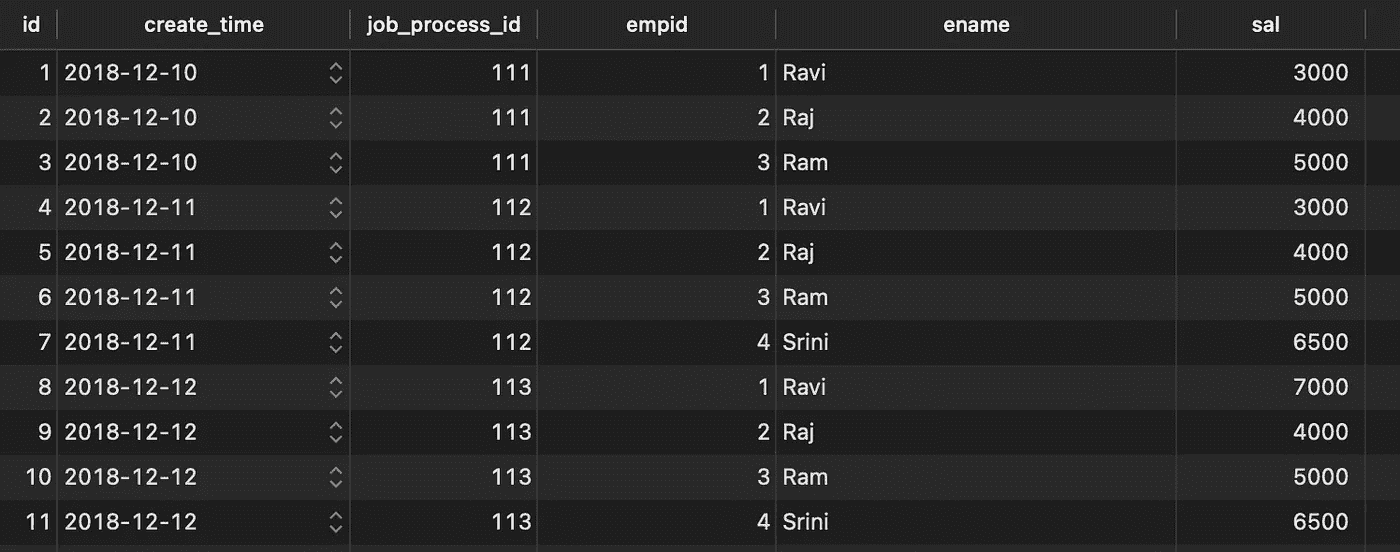 id create_time job_process_id empid ename sal
1 2018-12-10 111 1 Ravi 3000
2 2018-12-10 111 2 Raj 4000
3 2018-12-10 111 3 Ram 5000
4 2018-12-11 112 1 Ravi 3000
5 2018-12-11 112 2 Raj 4000
6 2018-12-11 112 3 Ram 5000
7 2018-12-11 112 4 Srini 6500
8 2018-12-12 113 1 Ravi 7000
9 2018-12-12 113 2 Raj 4000
10 2018-12-12 113 3 Ram 5000
11 2018-12-12 113 4 Srini 6500